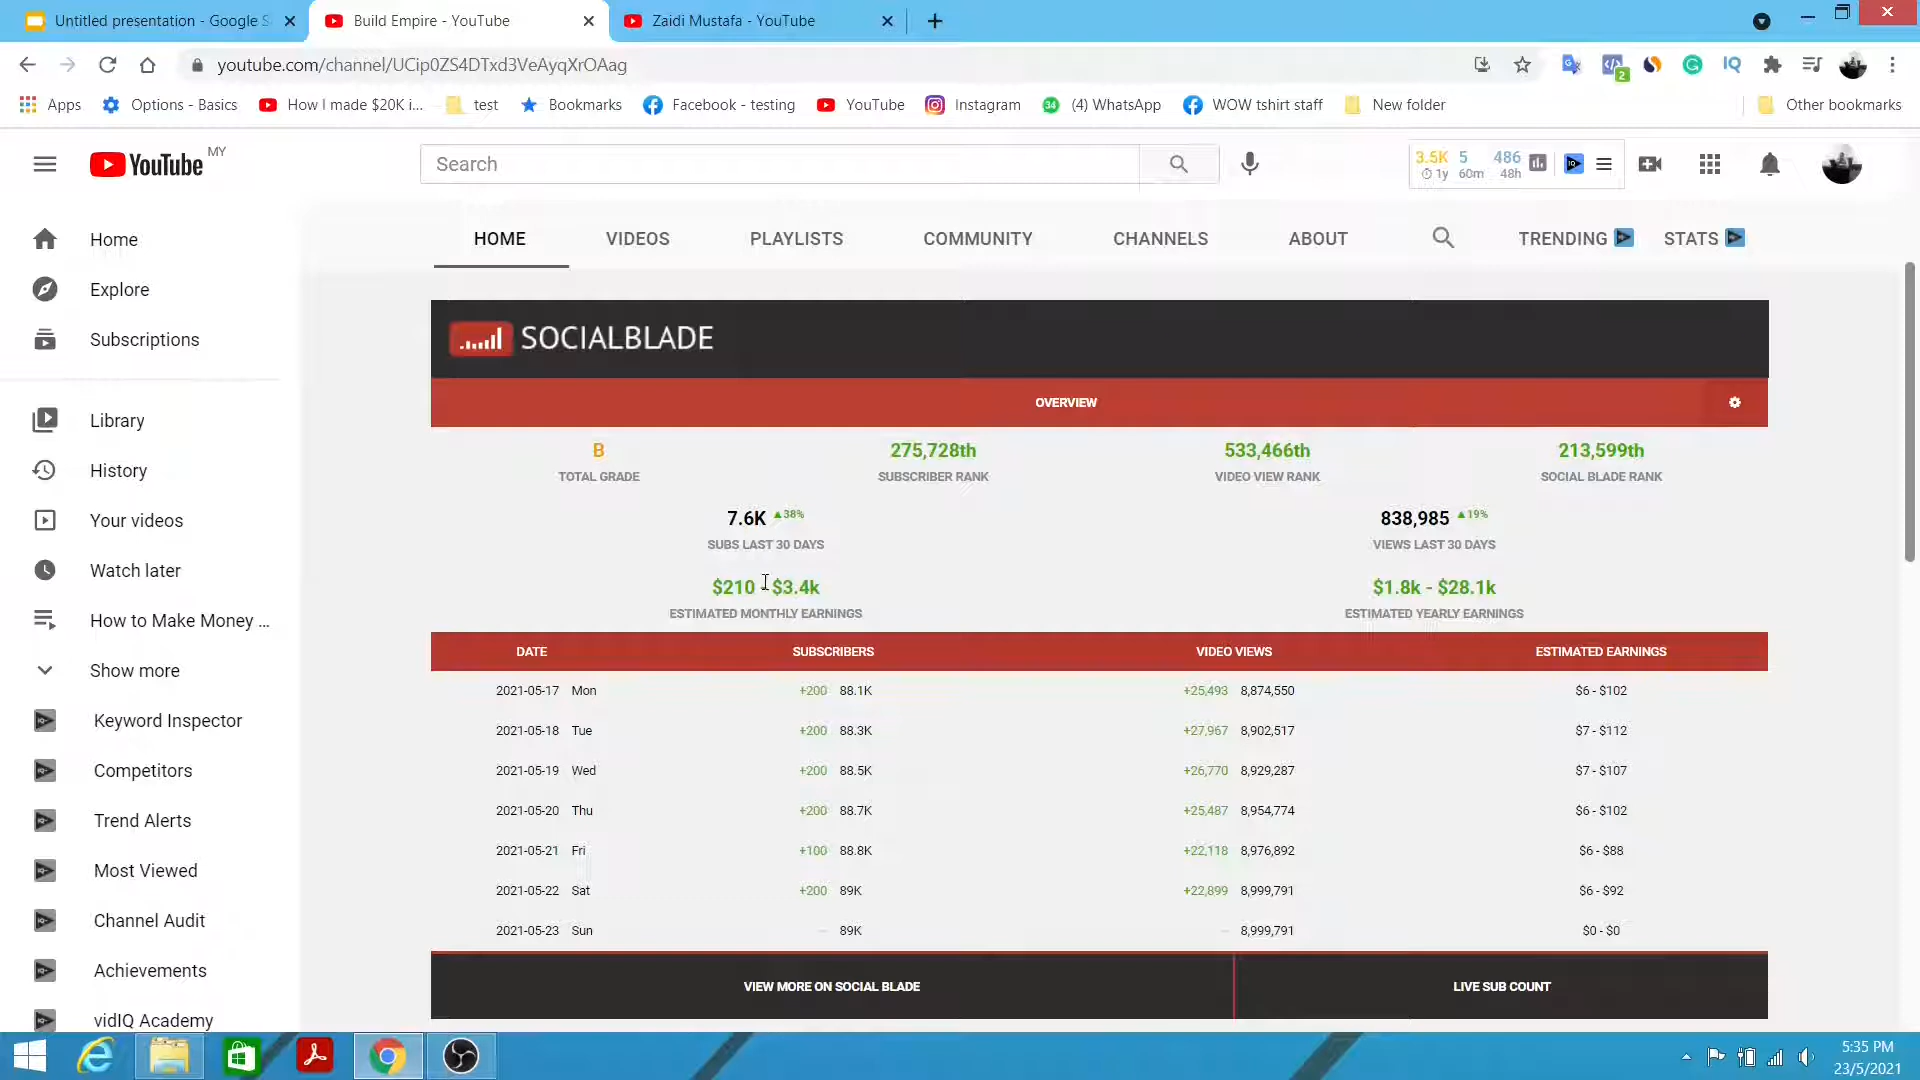 Untitled presentation - Google S
Build Empire - YouTube
Zaidi Mustafa - YouTube
youtube.com/channel/UCip0ZS4DTxd3VeAyqXrOAag
2
Apps
Options - Basics
How I made $20K i...
test
Bookmarks
Facebook - testing
YouTube
Instagram
34
(4) WhatsApp
WOW tshirt staff
New folder
Other bookmarks
YouTube MY
Search
3.5K 5 486
1y 60m 48h
HOME
VIDEOS
PLAYLISTS
COMMUNITY
CHANNELS
ABOUT
TRENDING
STATS
Home
Explore
Subscriptions
Library
History
Your videos
Watch later
How to Make Money ...
Show more
Keyword Inspector
Competitors
Trend Alerts
Most Viewed
Channel Audit
Achievements
vidIQ Academy
SOCIALBLADE
OVERVIEW
B 275,728th 533,466th 213,599th
TOTAL GRADE SUBSCRIBER RANK VIDEO VIEW RANK SOCIAL BLADE RANK
7.6K ▲38% 838,985 ▲19%
SUBS LAST 30 DAYS VIEWS LAST 30 DAYS
$210 - $3.4k $1.8k - $28.1k
ESTIMATED MONTHLY EARNINGS ESTIMATED YEARLY EARNINGS
DATE SUBSCRIBERS VIDEO VIEWS ESTIMATED EARNINGS
2021-05-17 Mon +200 88.1K +25,493 8,874,550 $6 - $102
2021-05-18 Tue +200 88.3K +27,967 8,902,517 $7 - $112
2021-05-19 Wed +200 88.5K +26,770 8,929,287 $7 - $107
2021-05-20 Thu +200 88.7K +25,487 8,954,774 $6 - $102
2021-05-21 Fri +100 88.8K +22,118 8,976,892 $6 - $88
2021-05-22 Sat +200 89K +22,899 8,999,791 $6 - $92
2021-05-23 Sun -- 89K -- 8,999,791 $0 - $0
VIEW MORE ON SOCIAL BLADE LIVE SUB COUNT
5:35 PM
23/5/2021